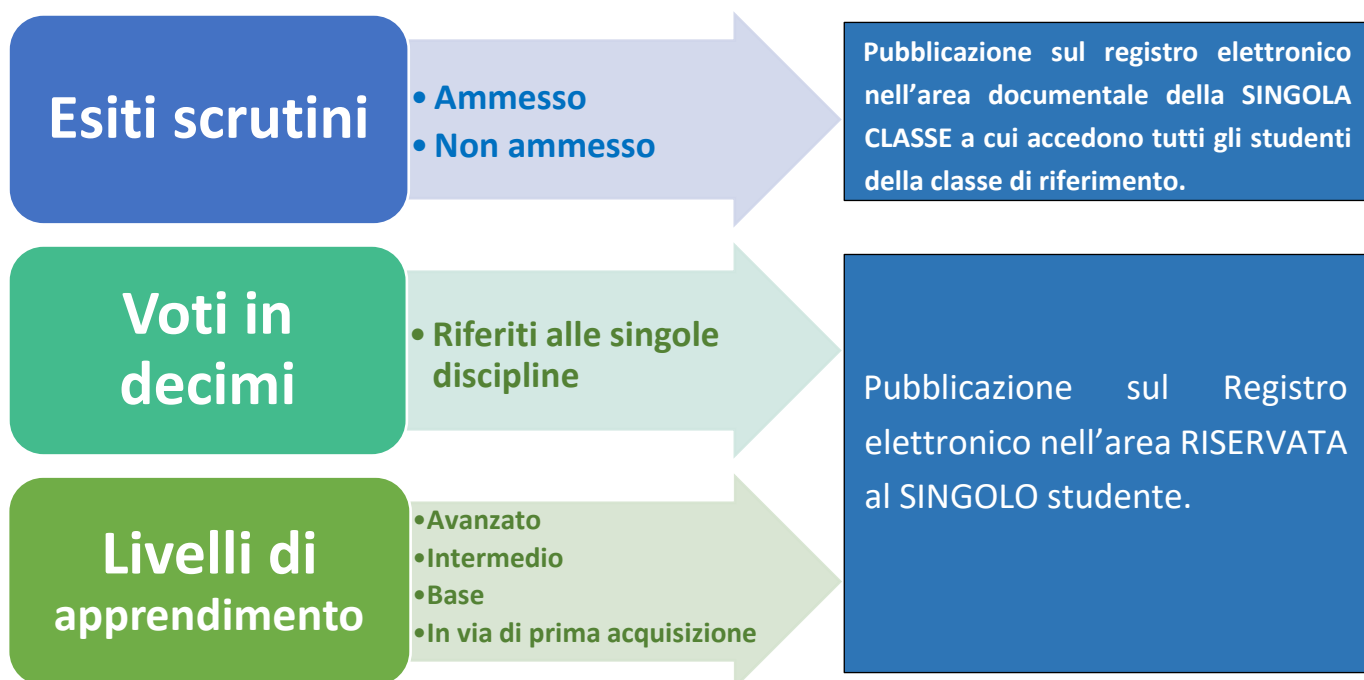 Esiti scrutini
• Ammesso
• Non ammesso
Pubblicazione sul registro elettronico
nell’area documentale della SINGOLA
CLASSE a cui accedono tutti gli studenti
della classe di riferimento.
Voti in
decimi
• Riferiti alle singole
discipline
Livelli di
apprendimento
•Avanzato
•Intermedio
•Base
•In via di prima acquisizione
Pubblicazione sul Registro
elettronico nell’area RISERVATA
al SINGOLO studente.